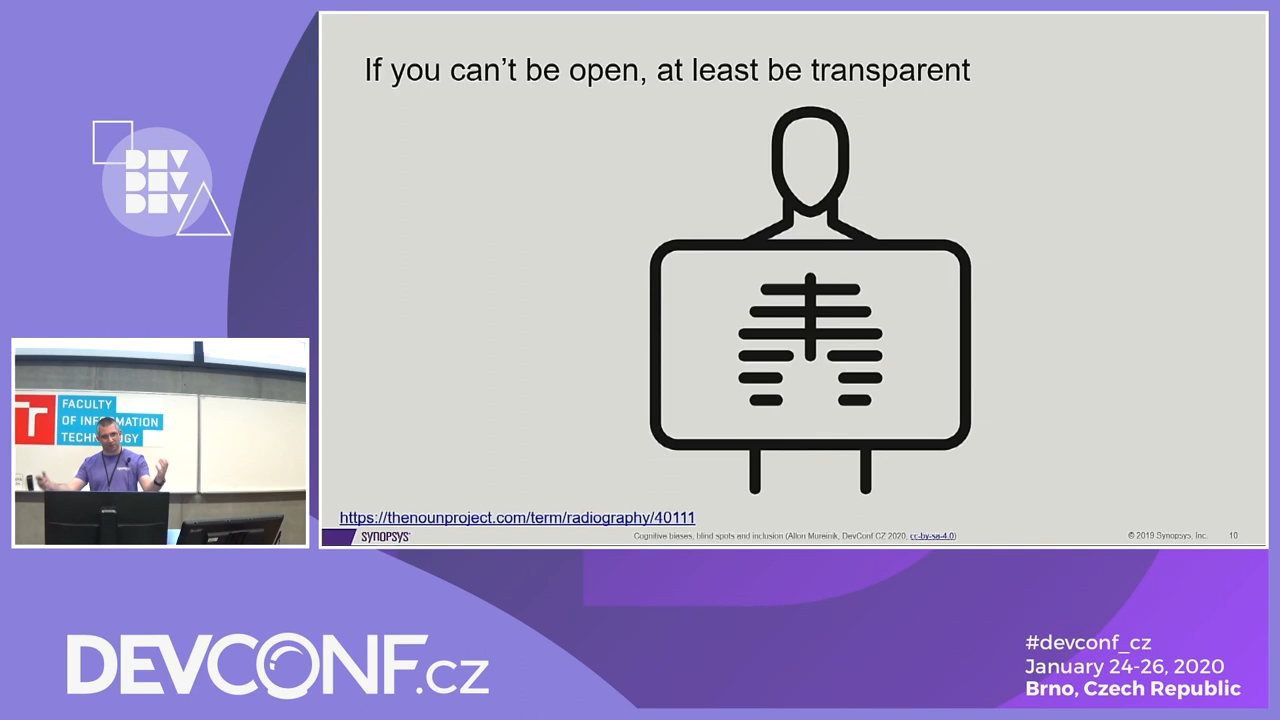 If you can't be open, at least be transparent
DEV
DEV
DEV
FACULTY
OF INFORMATION
TECHNOLOGY
https://thenounproject.com/term/radiography/40111
SYNOPSYS®
Cognitive biases, blind spots and inclusion (Allon Mureinik, DevConf.CZ 2020, cc-by-sa-4.0)
© 2019 Synopsys, Inc.
10
DEVCONF.cz
#devconf_cz
January 24-26, 2020
Brno, Czech Republic